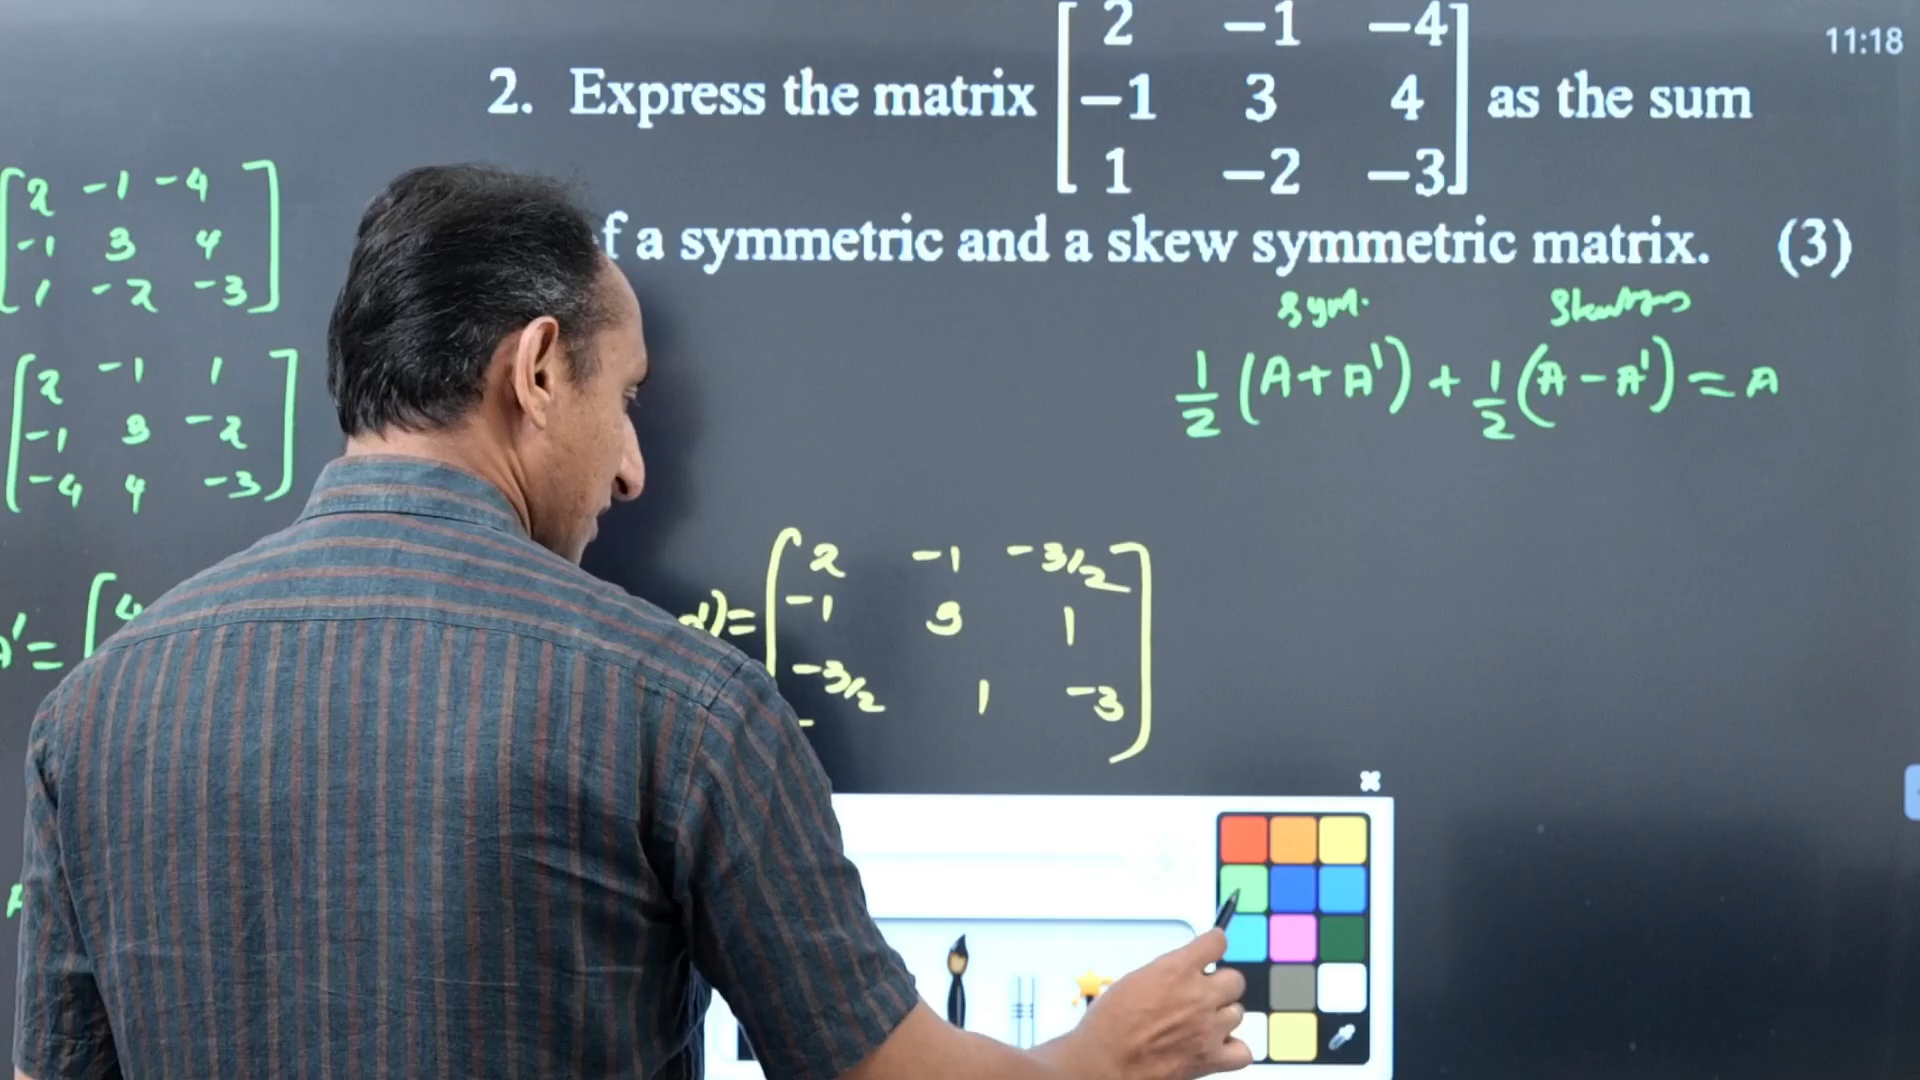 11:18
2. Express the matrix
2 -1 -4
-1 3 4
1 -2 -3
as the sum
f a symmetric and a skew symmetric matrix. (3)
2 -1 -4
-1 3 4
1 -2 -3
2 -1 1
-1 3 -2
-4 4 -3
sym.
1/2 (A + A') + 1/2 (A - A') = A
A' = [4
')=
2 -1 -3/2
-1 3 1
-3/2 1 -3